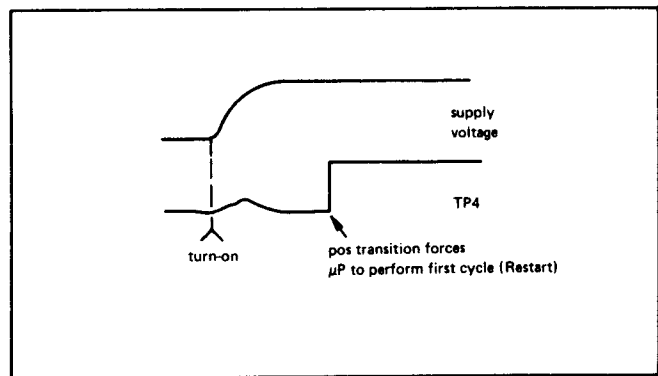 supply
voltage
TP4
turn-on
pos transition forces
μP to perform first cycle (Restart)